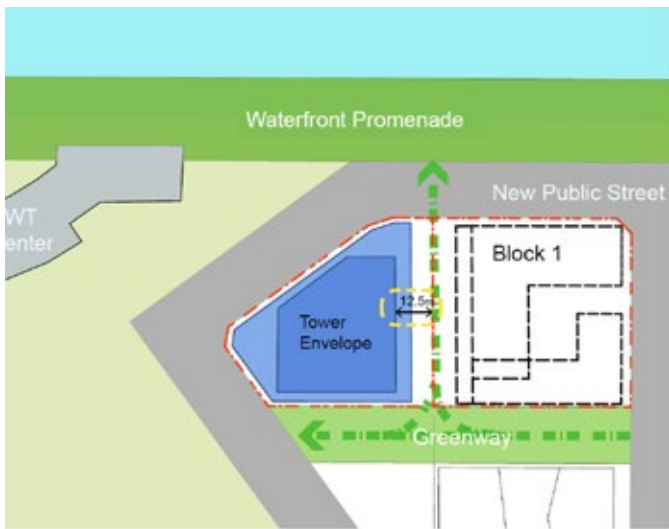 Waterfront Promenade
New Public Street
WT
enter
Block 1
12.5m
Tower
Envelope
Greenway